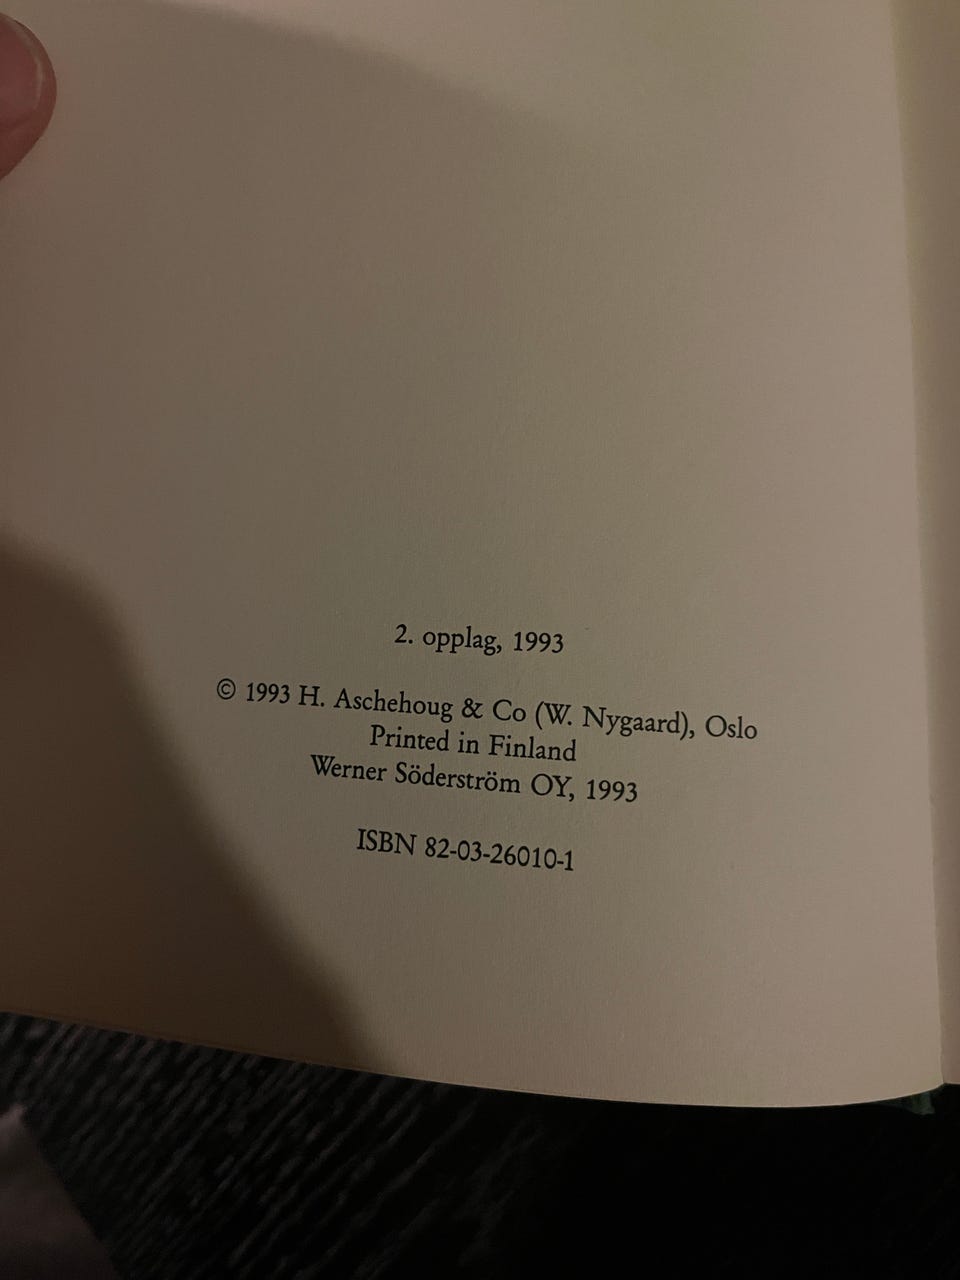 2. opplag, 1993
© 1993 H. Aschehoug & Co (W. Nygaard), Oslo
Printed in Finland
Werner Söderström OY, 1993
ISBN 82-03-26010-1